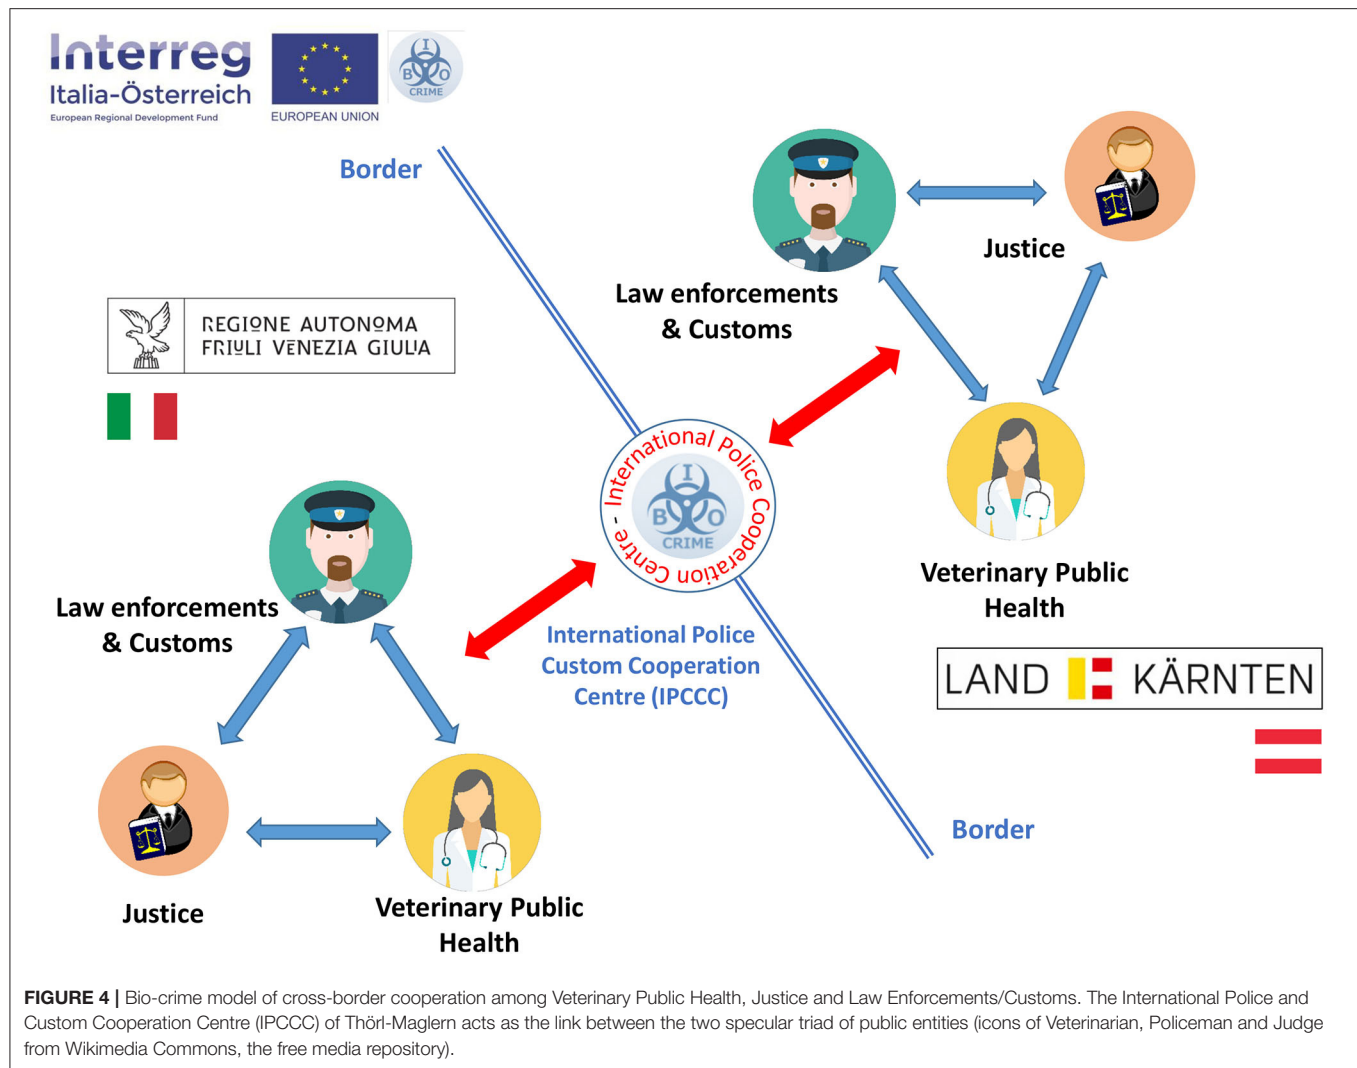 Interreg
Italia-Österreich
European Regional Development Fund
EUROPEAN UNION
BIO
CRIME
Border
Law enforcements
& Customs
Justice
Veterinary Public
Health
REGIONE AUTONOMA
FRIULI VENEZIA GIULIA
International Police Cooperation Centre -
BIO
CRIME
International Police
Custom Cooperation
Centre (IPCCC)
LAND KÄRNTEN
Law enforcements
& Customs
Justice
Veterinary Public
Health
Border
FIGURE 4 | Bio-crime model of cross-border cooperation among Veterinary Public Health, Justice and Law Enforcements/Customs. The International Police and
Custom Cooperation Centre (IPCCC) of Thörl-Maglern acts as the link between the two specular triad of public entities (icons of Veterinarian, Policeman and Judge
from Wikimedia Commons, the free media repository).